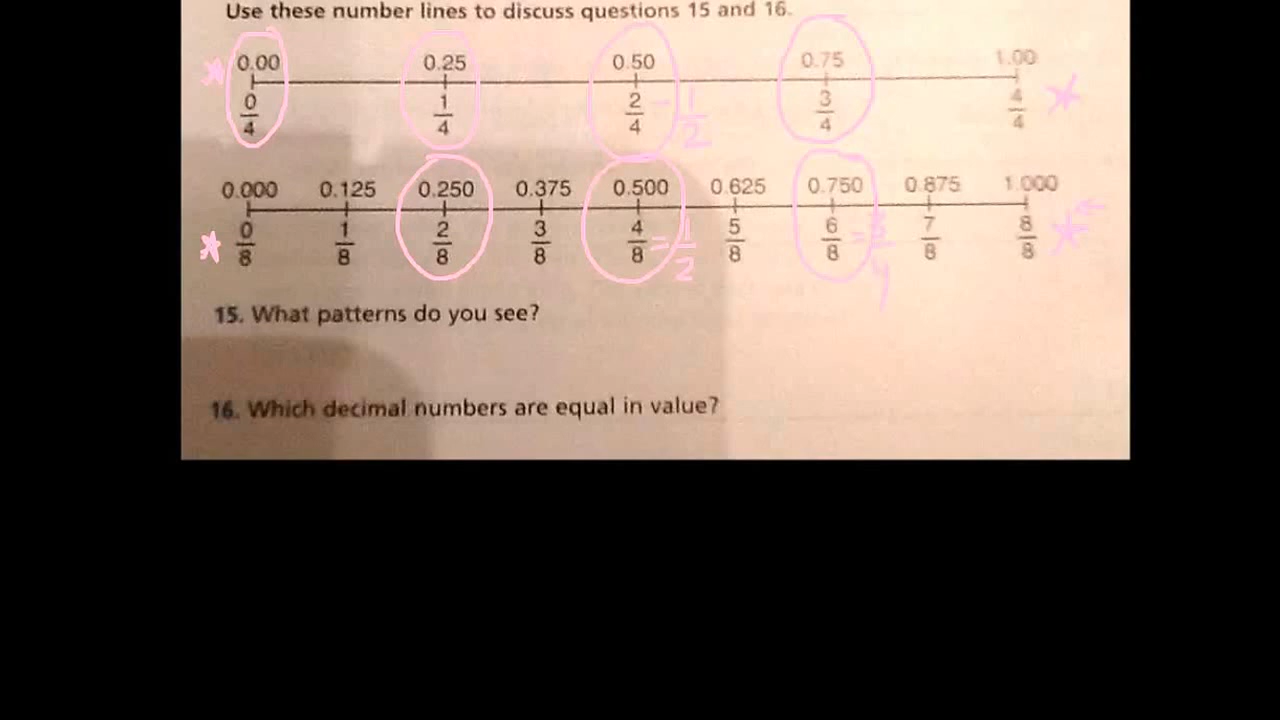 Use these number lines to discuss questions 15 and 16.
0.00 0.25 0.50 0.75 1.00
0/4 1/4 2/4 - 1/2 3/4 4/4
0.000 0.125 0.250 0.375 0.500 0.625 0.750 0.875 1.000
0/8 1/8 2/8 3/8 4/8 = 1/2 5/8 6/8 = 3/4 7/8 8/8
15. What patterns do you see?
16. Which decimal numbers are equal in value?